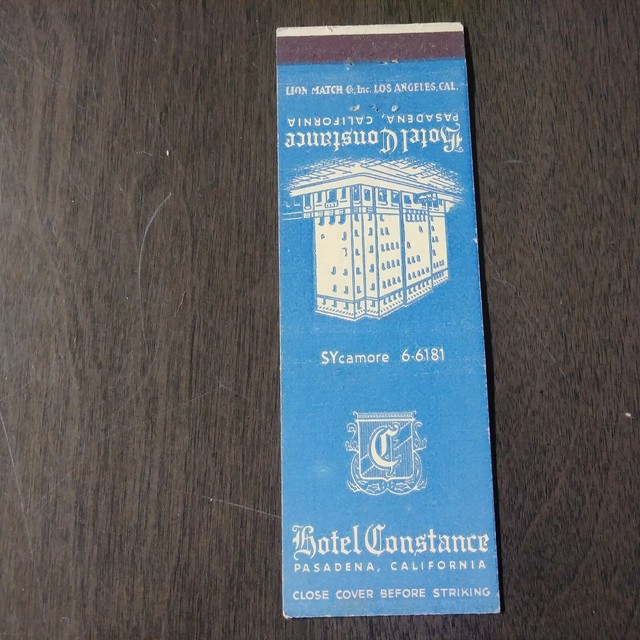 LION MATCH C., Inc. LOS ANGELES, CAL.
Hotel Constance
PASADENA, CALIFORNIA
SYcamore 6-6181
C
Hotel Constance
PASADENA, CALIFORNIA
CLOSE COVER BEFORE STRIKING